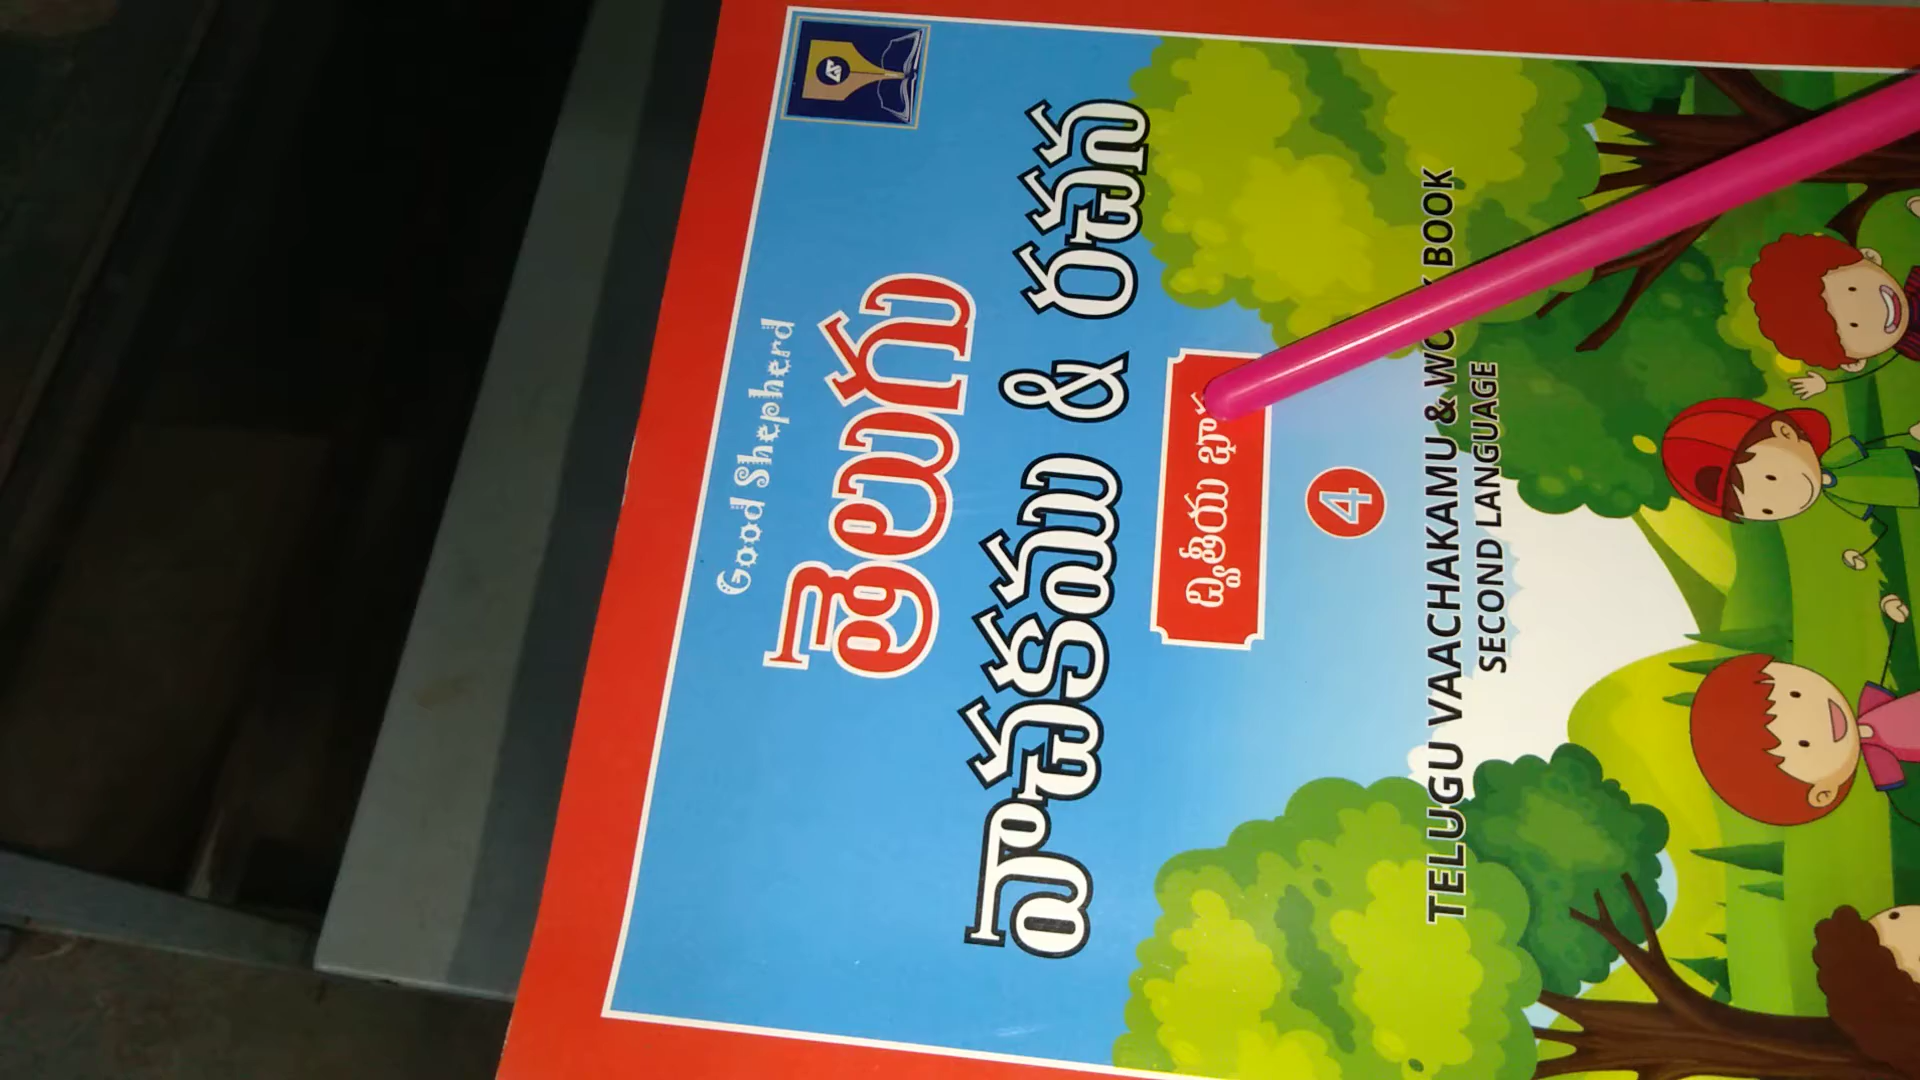 Good Shepherd
తెలుగు
వాచకము & రచన
ద్వితీయ
4
TELUGU VAACHAKAMU & BOOK
SECOND LANGUAGE